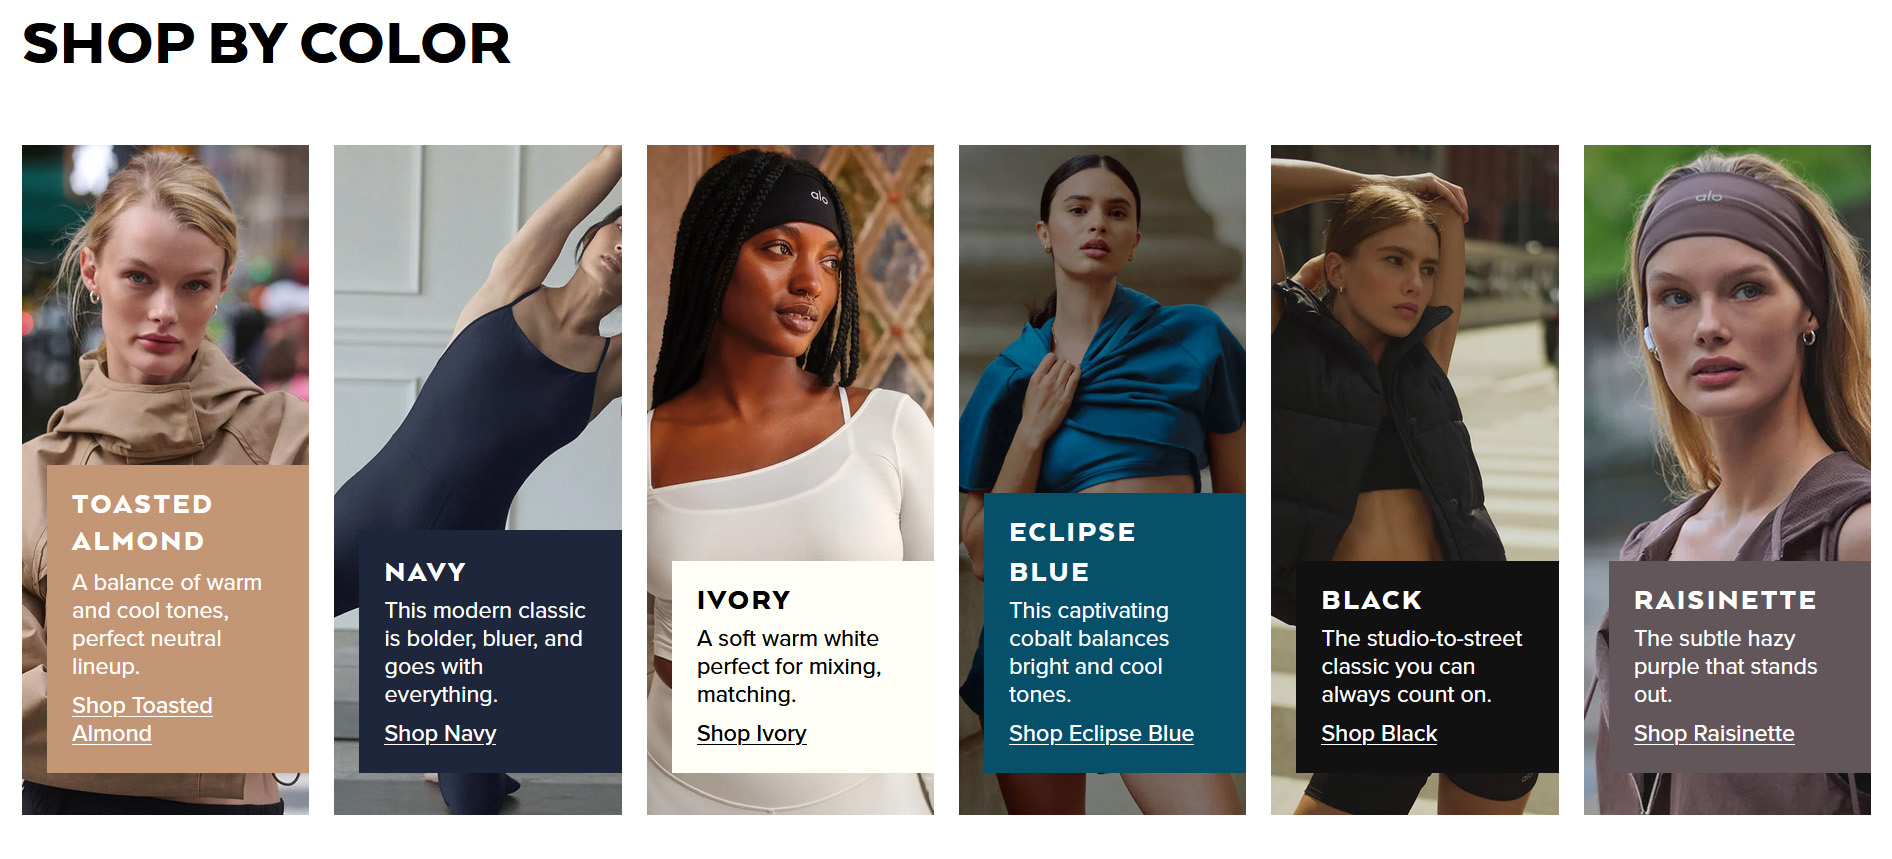 SHOP BY COLOR
alo
alo
TOASTED
ALMOND
A balance of warm
and cool tones,
perfect neutral
lineup.
Shop Toasted
Almond
NAVY
This modern classic
is bolder, bluer, and
goes with
everything.
Shop Navy
IVORY
A soft warm white
perfect for mixing,
matching.
Shop Ivory
ECLIPSE
BLUE
This captivating
cobalt balances
bright and cool
tones.
Shop Eclipse Blue
BLACK
The studio-to-street
classic you can
always count on.
Shop Black
alo
RAISINETTE
The subtle hazy
purple that stands
out.
Shop Raisinette